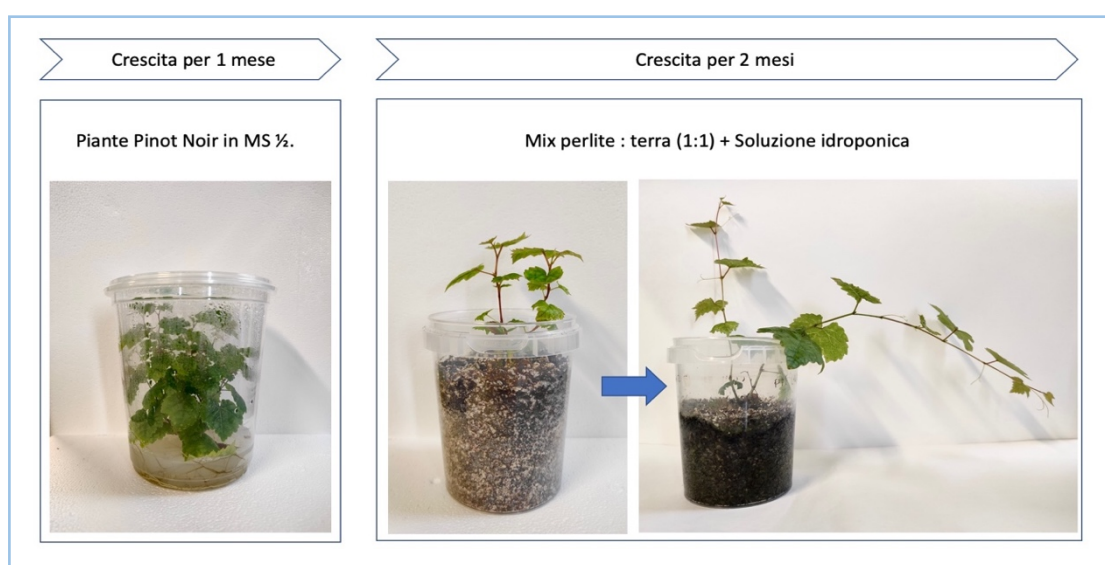 Crescita per 1 mese
Crescita per 2 mesi
Piante Pinot Noir in MS ½.
Mix perlite : terra (1:1) + Soluzione idroponica